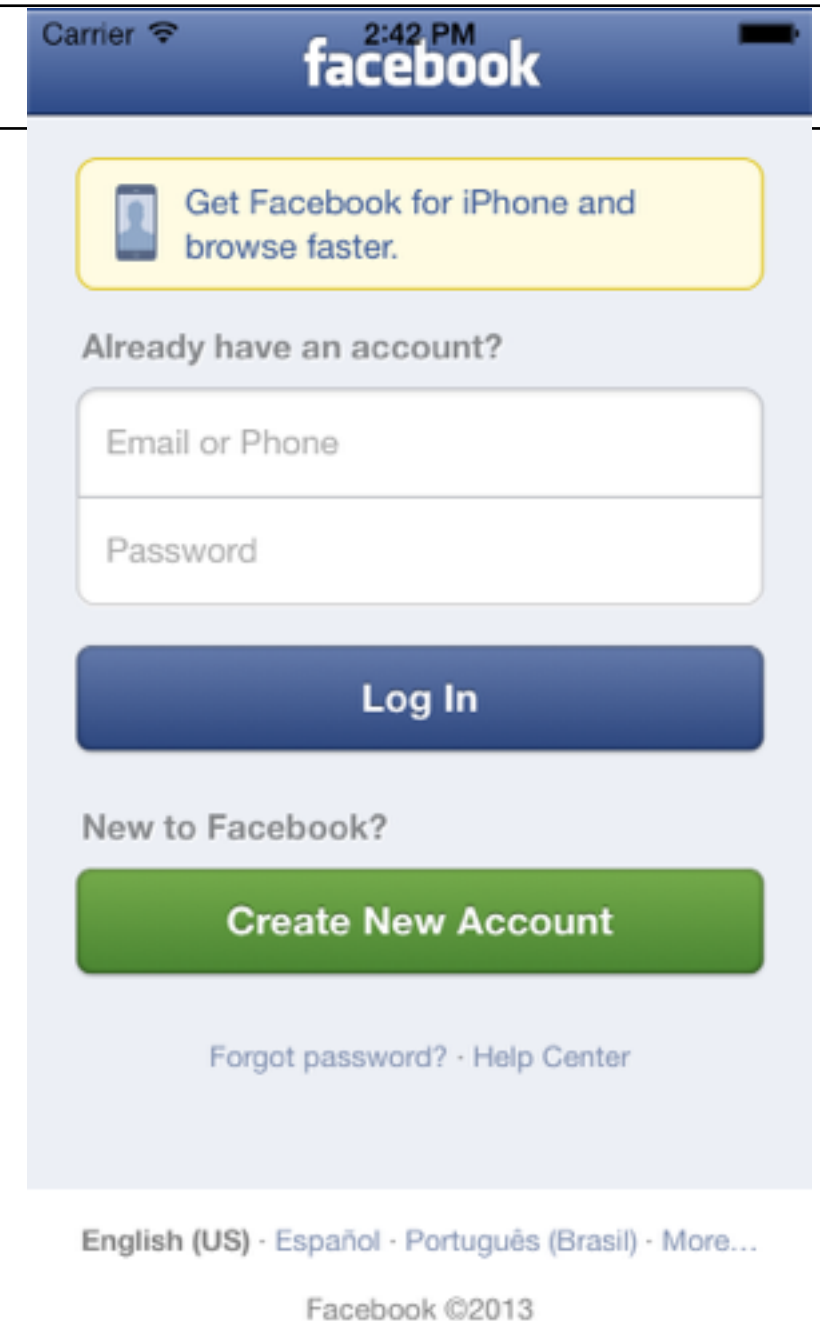 Carrier 2:42 PM
facebook
Get Facebook for iPhone and
browse faster.
Already have an account?
Email or Phone
Password
Log In
New to Facebook?
Create New Account
Forgot password? · Help Center
English (US) · Español · Português (Brasil) · More...
Facebook ©2013